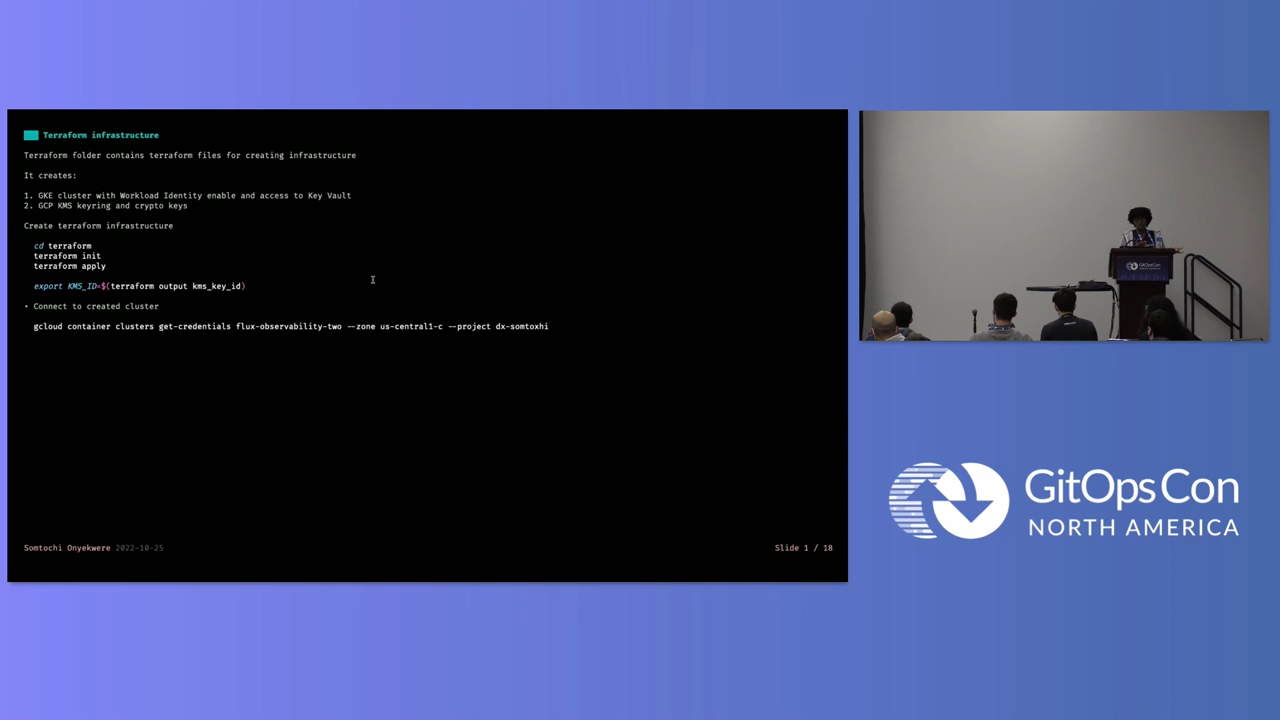 Terraform infrastructure
Terraform folder contains terraform files for creating infrastructure
It creates:
1. GKE cluster with Workload Identity enable and access to Key Vault
2. GCP KMS keyring and crypto keys
Create terraform infrastructure
cd terraform
terraform init
terraform apply
export KMS_ID=$(terraform output kms_key_id)
• Connect to created cluster
gcloud container clusters get-credentials flux-observability-two --zone us-central1-c --project dx-somtoxhi
Somtochi Onyekwere 2022-10-25
Slide 1 / 18
GitOpsCon
GitOpsCon
NORTH AMERICA